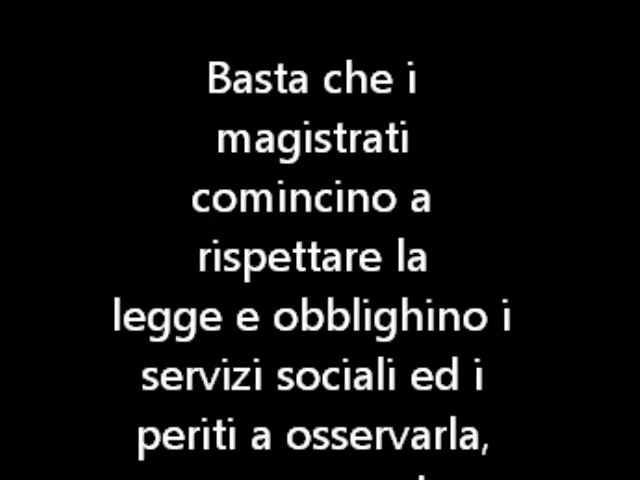 Basta che i
magistrati
comincino a
rispettare la
legge e obblighino i
servizi sociali ed i
periti a osservarla,